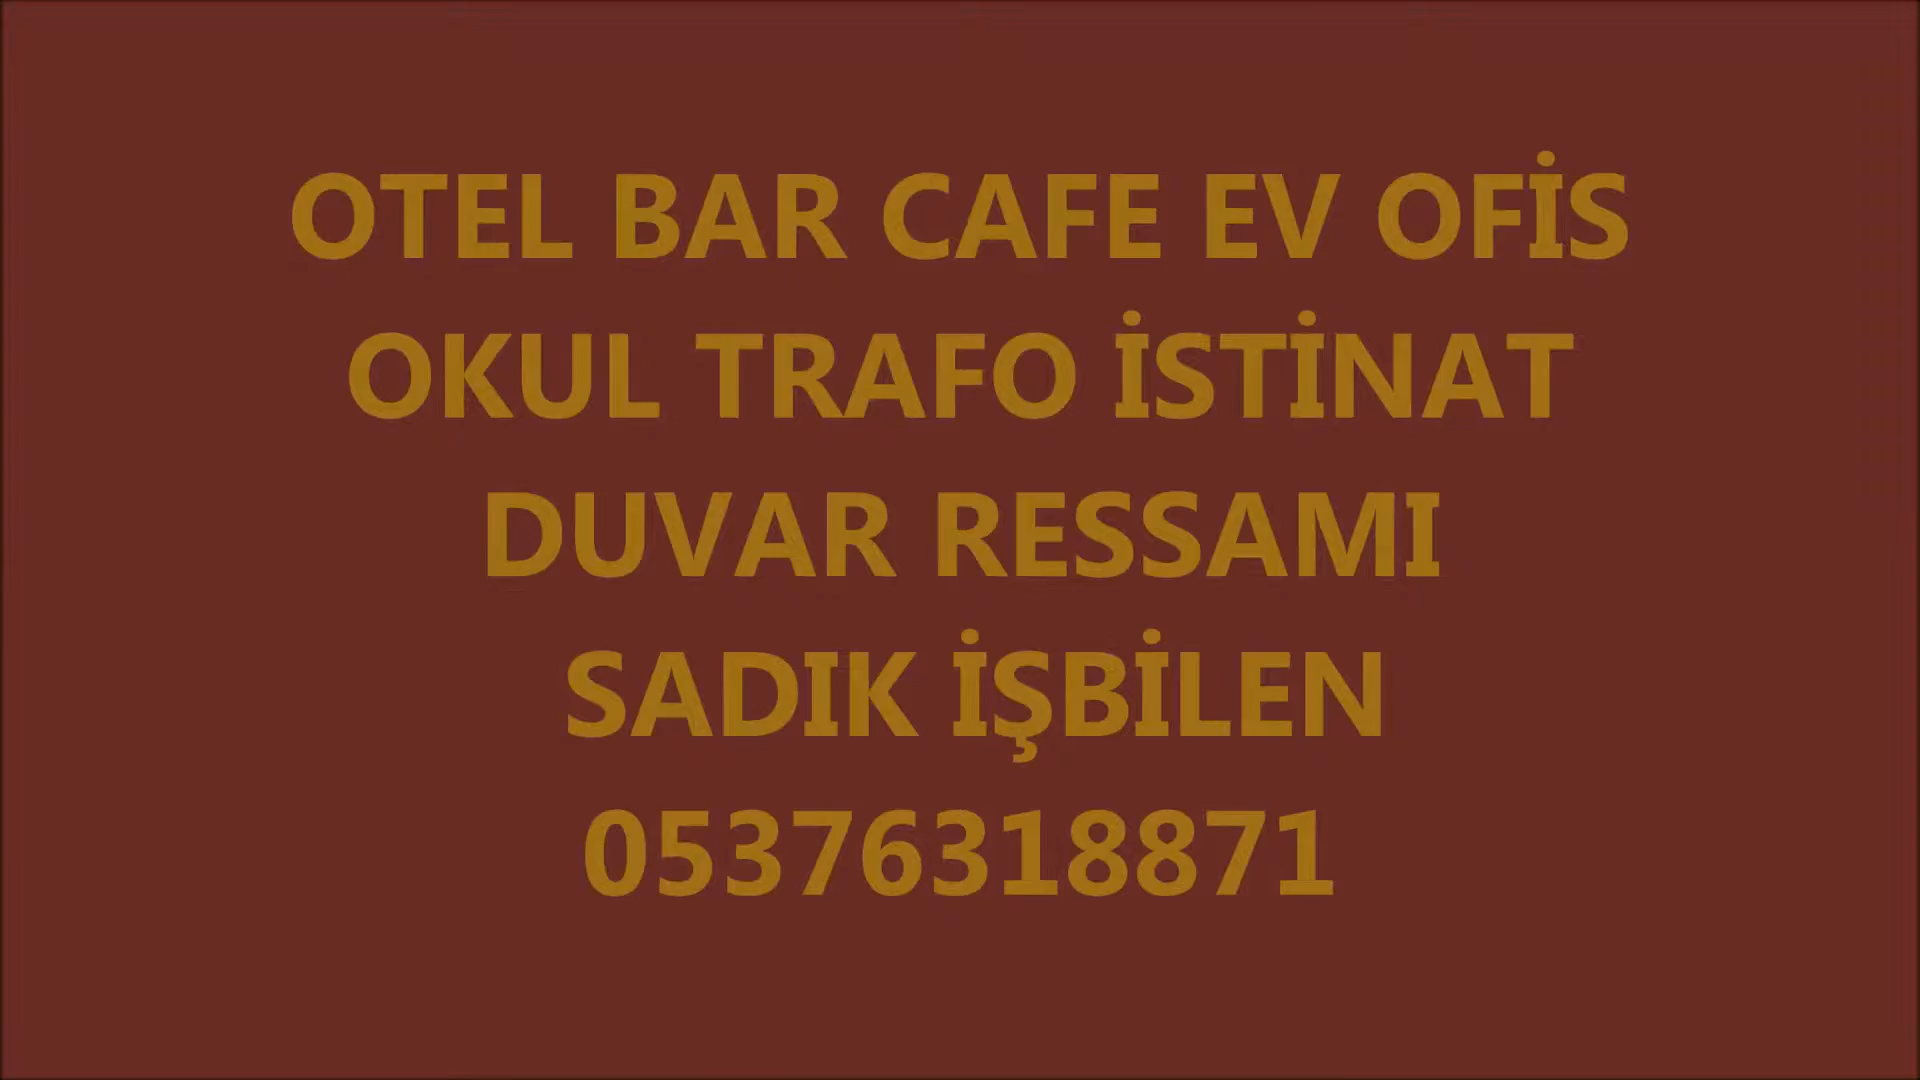 OTEL BAR CAFE EV OFİS
OKUL TRAFO İSTİNAT
DUVAR RESSAMI
SADIK İŞBİLEN
05376318871